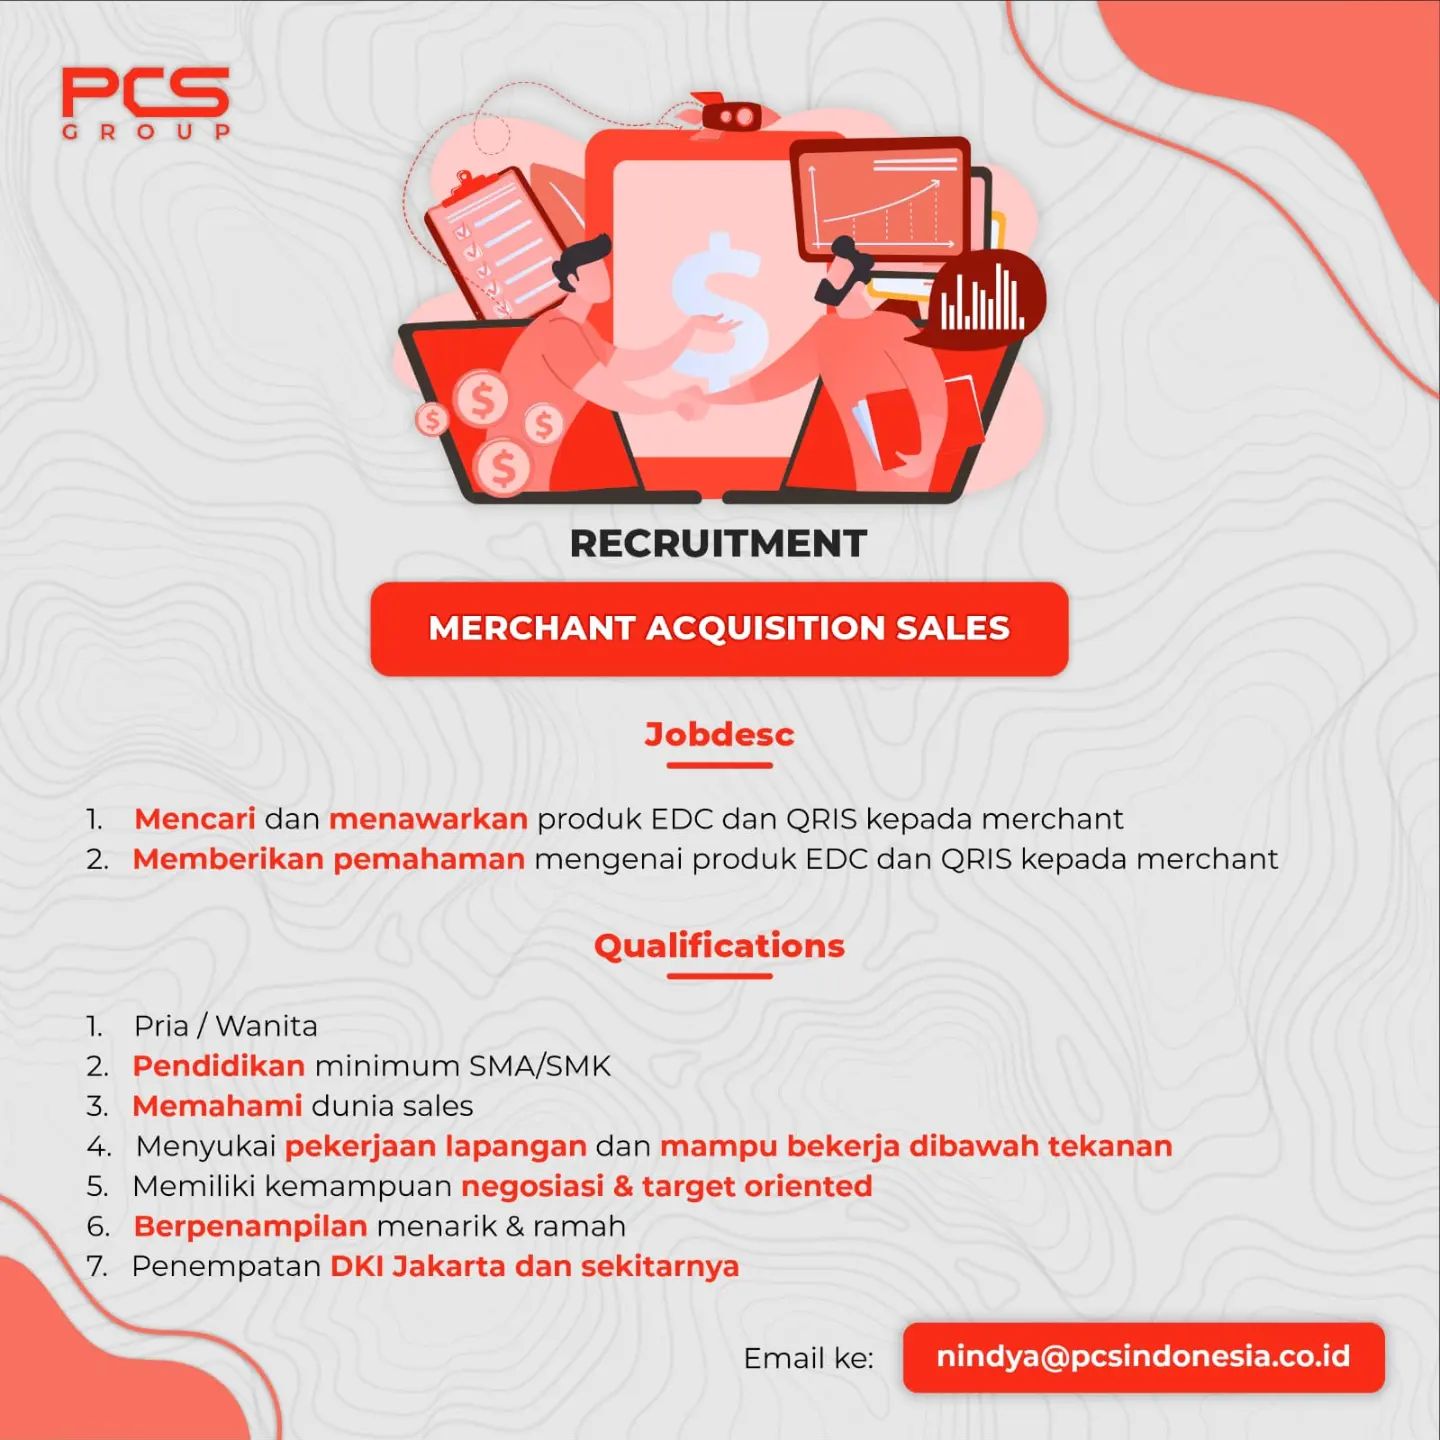 PCS
GROUP
RECRUITMENT
MERCHANT ACQUISITION SALES
Jobdesc
1. Mencari dan menawarkan produk EDC dan QRIS kepada merchant
2. Memberikan pemahaman mengenai produk EDC dan QRIS kepada merchant
Qualifications
1. Pria / Wanita
2. Pendidikan minimum SMA/SMK
3. Memahami dunia sales
4. Menyukai pekerjaan lapangan dan mampu bekerja dibawah tekanan
5. Memiliki kemampuan negosiasi & target oriented
6. Berpenampilan menarik & ramah
7. Penempatan DKI Jakarta dan sekitarnya
Email ke: nindya@pcsindonesia.co.id